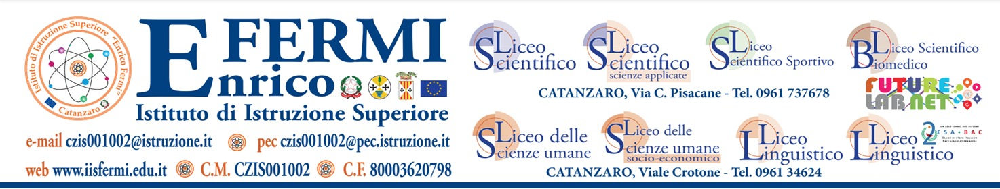 Istituto di Istruzione Superiore "Enrico Fermi"
Catanzaro
Enrico FERMI
Istituto di Istruzione Superiore
e-mail czis001002@istruzione.it pec czis001002@pec.istruzione.it
web www.iisfermi.edu.it C.M. CZIS001002 C.F. 80003620798
Liceo
Scientifico
Liceo
Scientifico
scienze applicate
Liceo
Scientifico Sportivo
Liceo Scientifico
Biomedico
CATANZARO, Via C. Pisacane - Tel. 0961 737678
FUTURE
LAB NET
Liceo delle
Scienze umane
Liceo delle
Scienze umane
socio-economico
Liceo
Linguistico
Liceo
Linguistico
UN SOLO ESAME, DUE DIPLOMI
2 ESA • BAC
ESAME DI STATO ITALIANO
BACCALAURÉAT FRANCESE
CATANZARO, Viale Crotone - Tel. 0961 34624